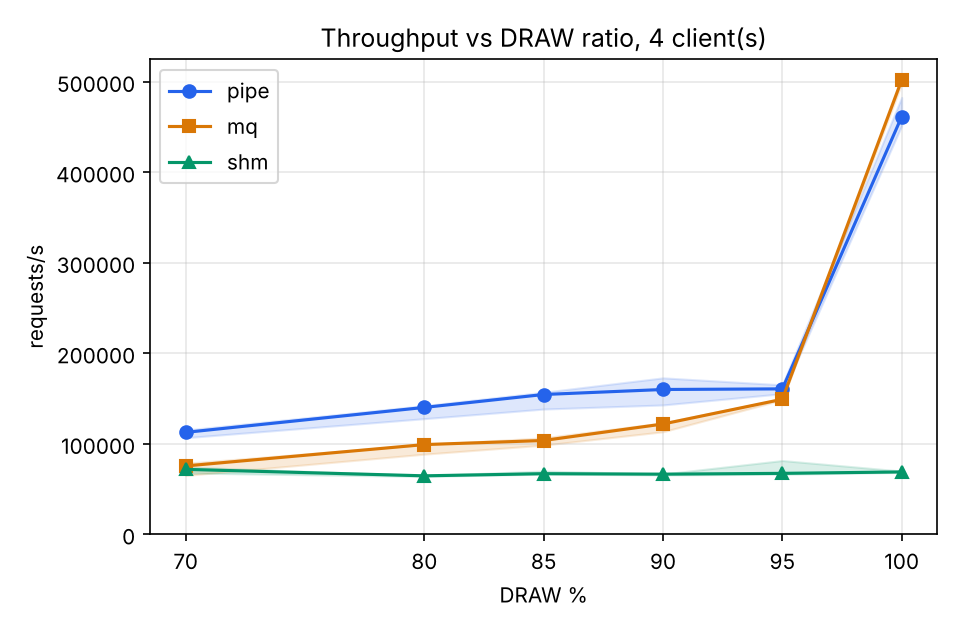 Throughput vs DRAW ratio, 4 client(s)
pipe
mq
shm
requests/s
500000
400000
300000
200000
100000
0
70 80 85 90 95 100
DRAW %